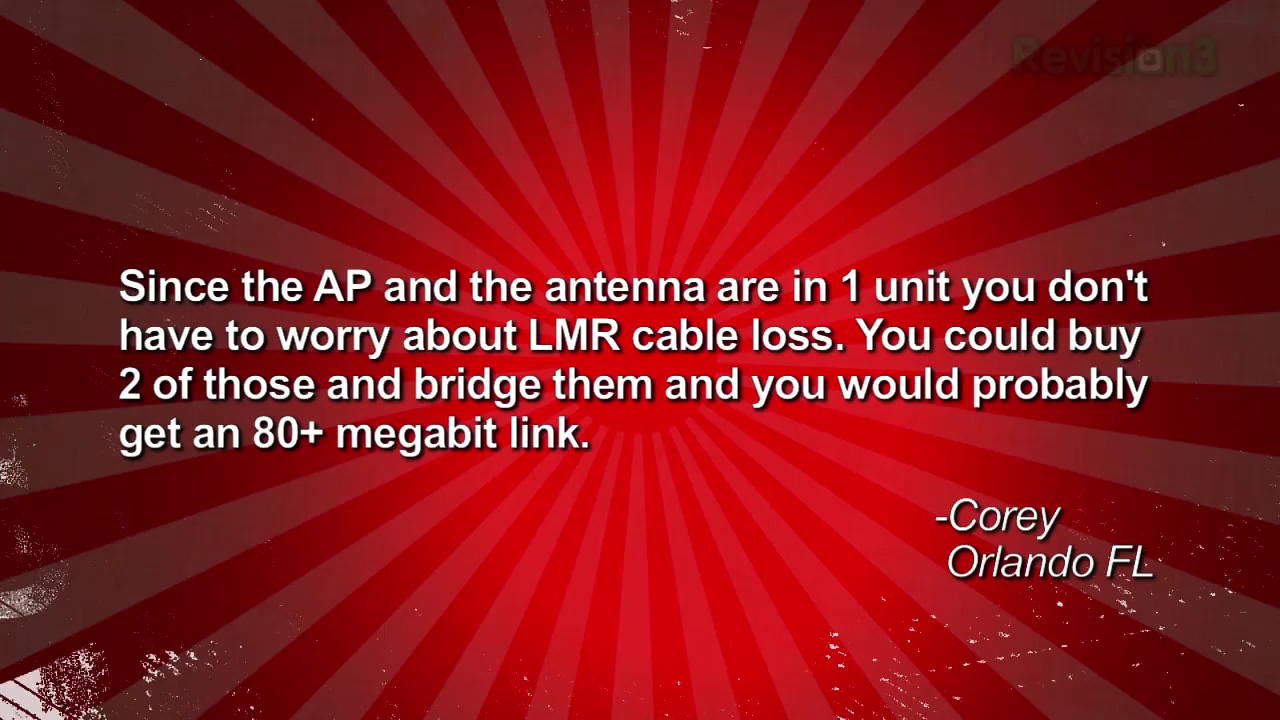 Revision3
Since the AP and the antenna are in 1 unit you don't
have to worry about LMR cable loss. You could buy
2 of those and bridge them and you would probably
get an 80+ megabit link.
-Corey
Orlando FL